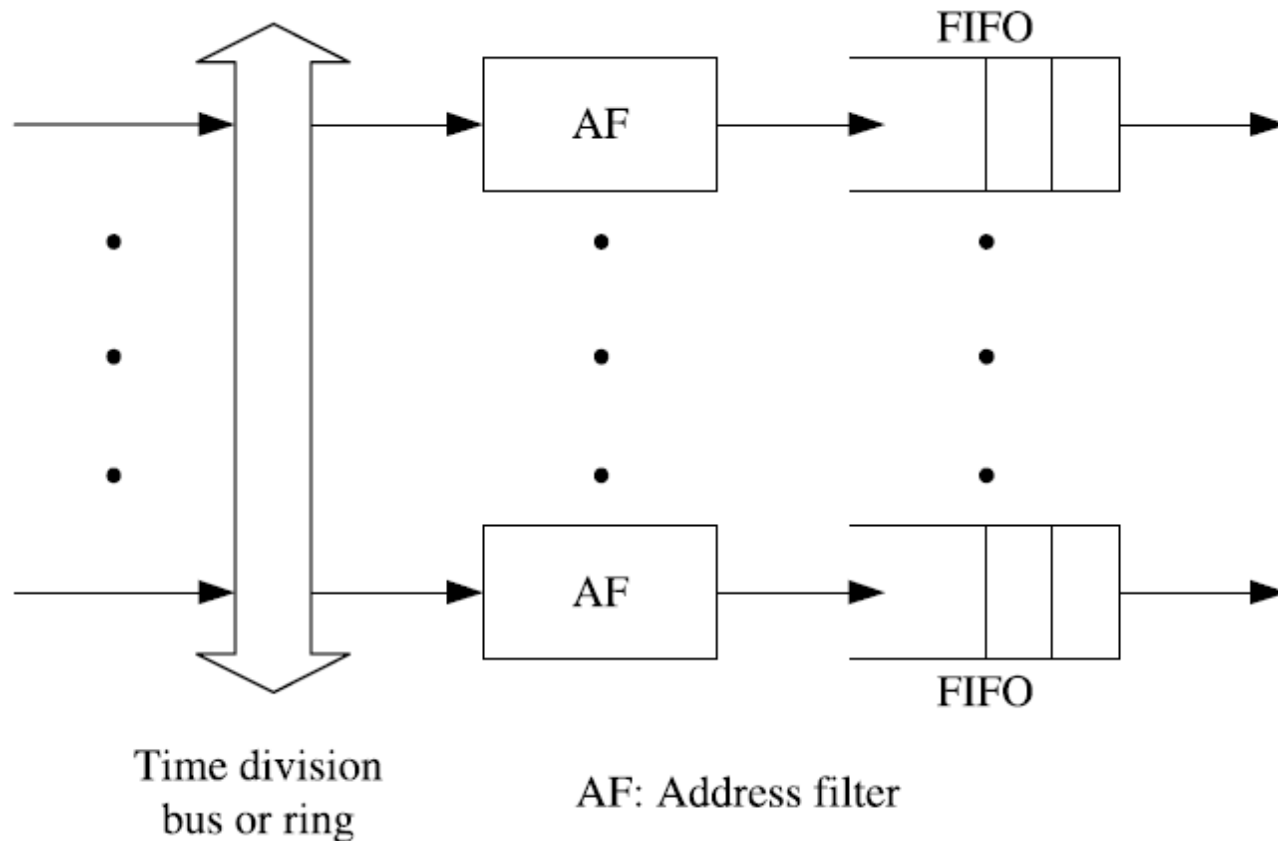 FIFO
AF
AF
FIFO
Time division
bus or ring
AF: Address filter